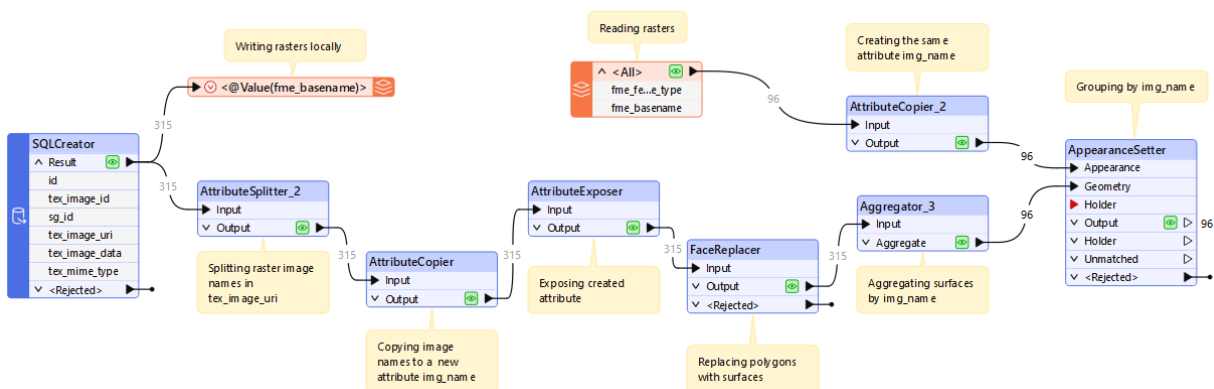 Writing rasters locally
<@Value(fme_basename)>
315
SQLCreator
Result
id
tex_image_id
sg_id
tex_image_uri
tex_image_data
tex_mime_type
<Rejected>
315
AttributeSplitter_2
Input
Output
Splitting raster image
names in
tex_image_uri
315
AttributeCopier
Input
Output
Copying image
names to a new
attribute img_name
315
AttributeExposer
Input
Output
Exposing created
attribute
315
FaceReplacer
Input
Output
<Rejected>
Replacing polygons
with surfaces
315
Reading rasters
<All>
fme_fe...e_type
fme_basename
96
Creating the same
attribute img_name
AttributeCopier_2
Input
Output
96
Aggregator_3
Input
Aggregate
Aggregating surfaces
by img_name
96
Grouping by img_name
AppearanceSetter
Appearance
Geometry
Holder
Output
96
Holder
Unmatched
<Rejected>